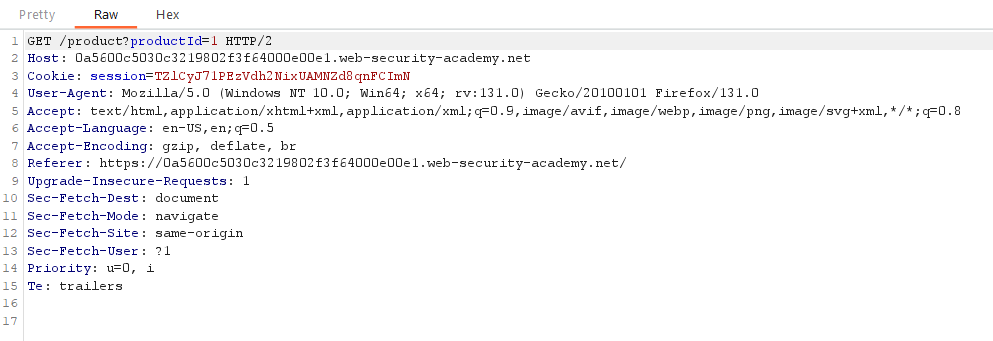 Pretty Raw Hex
1 GET /product?productId=1 HTTP/2
2 Host: 0a5600c5030c3219802f3f64000e00e1.web-security-academy.net
3 Cookie: session=TZlCyJ71PEzVdh2NixUAMNZd8qnFCImN
4 User-Agent: Mozilla/5.0 (Windows NT 10.0; Win64; x64; rv:131.0) Gecko/20100101 Firefox/131.0
5 Accept: text/html,application/xhtml+xml,application/xml;q=0.9,image/avif,image/webp,image/png,image/svg+xml,*/*;q=0.8
6 Accept-Language: en-US,en;q=0.5
7 Accept-Encoding: gzip, deflate, br
8 Referer: https://0a5600c5030c3219802f3f64000e00e1.web-security-academy.net/
9 Upgrade-Insecure-Requests: 1
10 Sec-Fetch-Dest: document
11 Sec-Fetch-Mode: navigate
12 Sec-Fetch-Site: same-origin
13 Sec-Fetch-User: ?1
14 Priority: u=0, i
15 Te: trailers
16
17